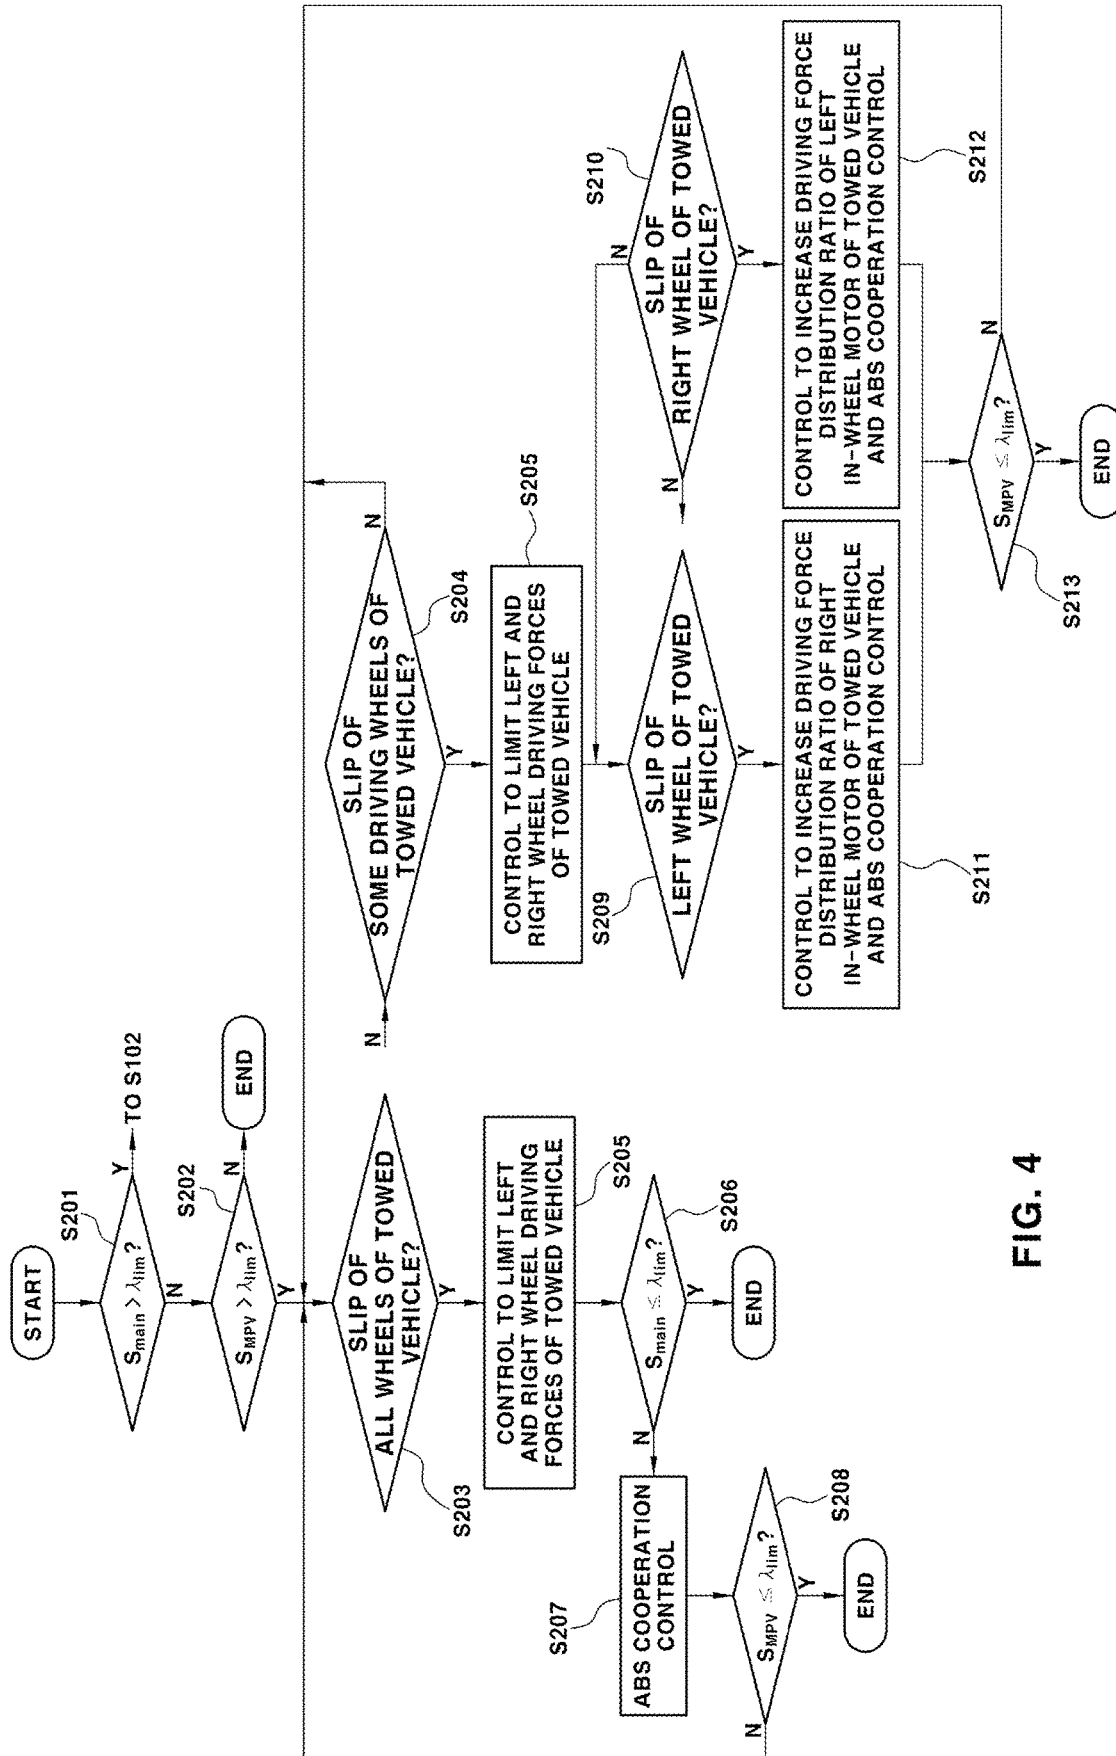 START
S201
Smain > λlim?
Y
TO S102
N
S202
SMPV > λlim?
N
END
Y
S203
SLIP OF
ALL WHEELS OF TOWED
VEHICLE?
N
Y
SLIP OF
SOME DRIVING WHEELS OF
TOWED VEHICLE?
S204
N
Y
CONTROL TO LIMIT LEFT
AND RIGHT WHEEL DRIVING
FORCES OF TOWED VEHICLE
S205
CONTROL TO LIMIT LEFT AND
RIGHT WHEEL DRIVING FORCES
OF TOWED VEHICLE
S205
Smain ≤ λlim?
S206
N
Y
END
S207
ABS COOPERATION
CONTROL
SMPV ≤ λlim?
S208
N
Y
END
S209
SLIP OF
LEFT WHEEL OF TOWED
VEHICLE?
Y
N
S210
SLIP OF
RIGHT WHEEL OF TOWED
VEHICLE?
N
Y
CONTROL TO INCREASE DRIVING FORCE
DISTRIBUTION RATIO OF RIGHT
IN-WHEEL MOTOR OF TOWED VEHICLE
AND ABS COOPERATION CONTROL
S211
CONTROL TO INCREASE DRIVING FORCE
DISTRIBUTION RATIO OF LEFT
IN-WHEEL MOTOR OF TOWED VEHICLE
AND ABS COOPERATION CONTROL
S212
S213
SMPV ≤ λlim?
N
Y
END
FIG. 4